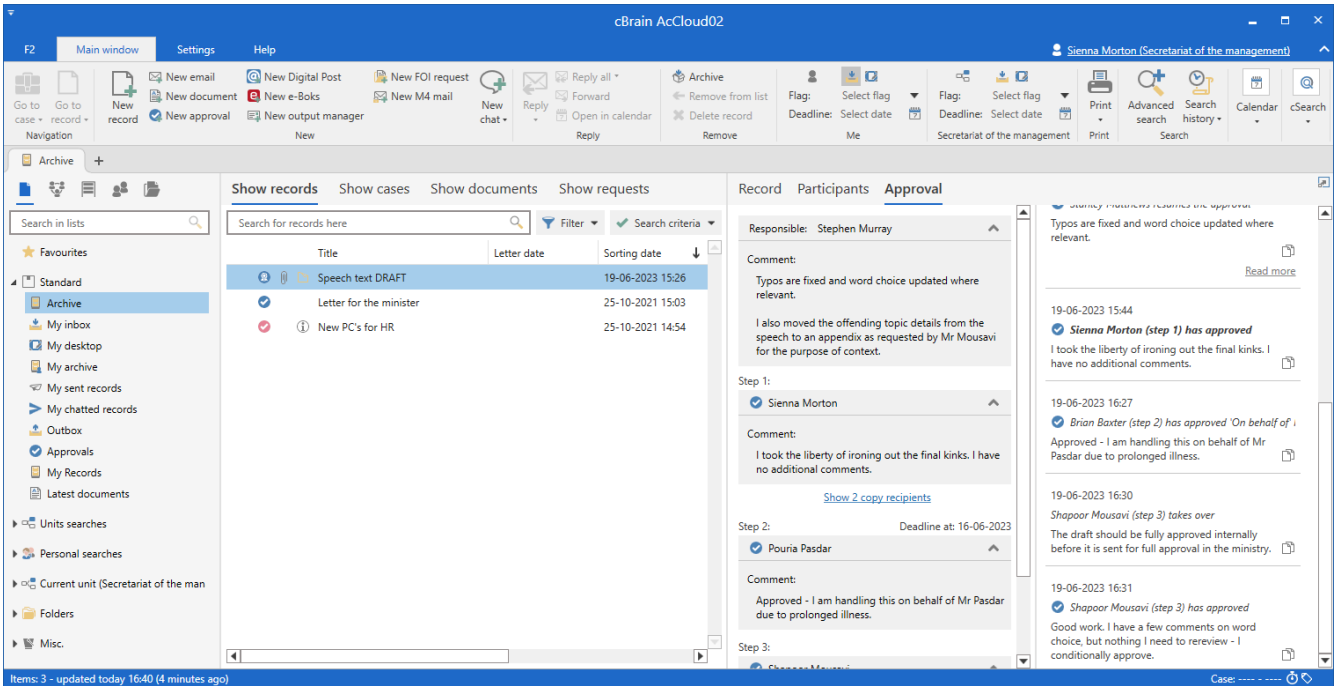 cBrain AcCloud02
F2 Main window Settings Help
Sienna Morton (Secretariat of the management)
Go to case
Go to record
Navigation
New record
New email
New document
New approval
New Digital Post
New e-Boks
New output manager
New FOI request
New M4 mail
New chat
New
Reply
Reply all
Forward
Open in calendar
Reply
Archive
Remove from list
Delete record
Remove
Flag: Select flag
Deadline: Select date
Me
Flag: Select flag
Deadline: Select date
Secretariat of the management
Print
Print
Advanced search
Search history
Search
Calendar
cSearch
Archive +
Search in lists
Favourites
Standard
Archive
My inbox
My desktop
My archive
My sent records
My chatted records
Outbox
Approvals
My Records
Latest documents
Units searches
Personal searches
Current unit (Secretariat of the man
Folders
Misc.
Show records Show cases Show documents Show requests
Search for records here
Filter
Search criteria
Title Letter date Sorting date
Speech text DRAFT 19-06-2023 15:26
Letter for the minister 25-10-2021 15:03
New PC's for HR 25-10-2021 14:54
Record Participants Approval
Responsible: Stephen Murray
Comment:
Typos are fixed and word choice updated where
relevant.
I also moved the offending topic details from the
speech to an appendix as requested by Mr Mousavi
for the purpose of context.
Step 1:
Sienna Morton
Comment:
I took the liberty of ironing out the final kinks. I have
no additional comments.
Show 2 copy recipients
Step 2: Deadline at: 16-06-2023
Pouria Pasdar
Comment:
Approved - I am handling this on behalf of Mr Pasdar
due to prolonged illness.
Step 3:
Shapoor Mousavi
Stanley Matthews resumes the approval
Typos are fixed and word choice updated where
relevant.
Read more
19-06-2023 15:44
Sienna Morton (step 1) has approved
I took the liberty of ironing out the final kinks. I
have no additional comments.
19-06-2023 16:27
Brian Baxter (step 2) has approved 'On behalf of'
Approved - I am handling this on behalf of Mr
Pasdar due to prolonged illness.
19-06-2023 16:30
Shapoor Mousavi (step 3) takes over
The draft should be fully approved internally
before it is sent for full approval in the ministry.
19-06-2023 16:31
Shapoor Mousavi (step 3) has approved
Good work. I have a few comments on word
choice, but nothing I need to rereview - I
conditionally approve.
Items: 3 - updated today 16:40 (4 minutes ago)
Case: ---- - ----